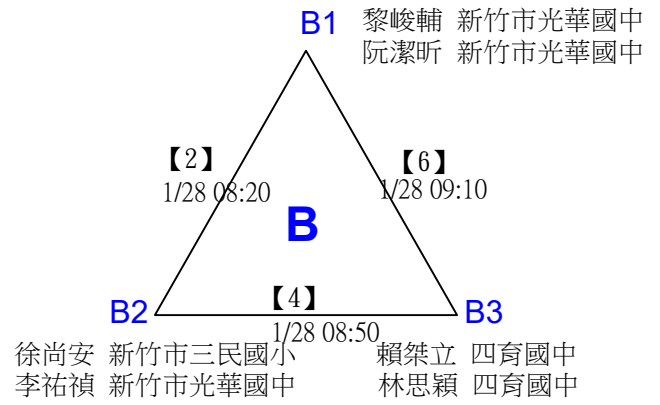 B1
黎峻輔 新竹市光華國中
阮潔昕 新竹市光華國中
【2】
1/28 08:20
【6】
1/28 09:10
B
B2
【4】
1/28 08:50
B3
徐尚安 新竹市三民國小
李祐禎 新竹市光華國中
賴桀立 四育國中
林思穎 四育國中